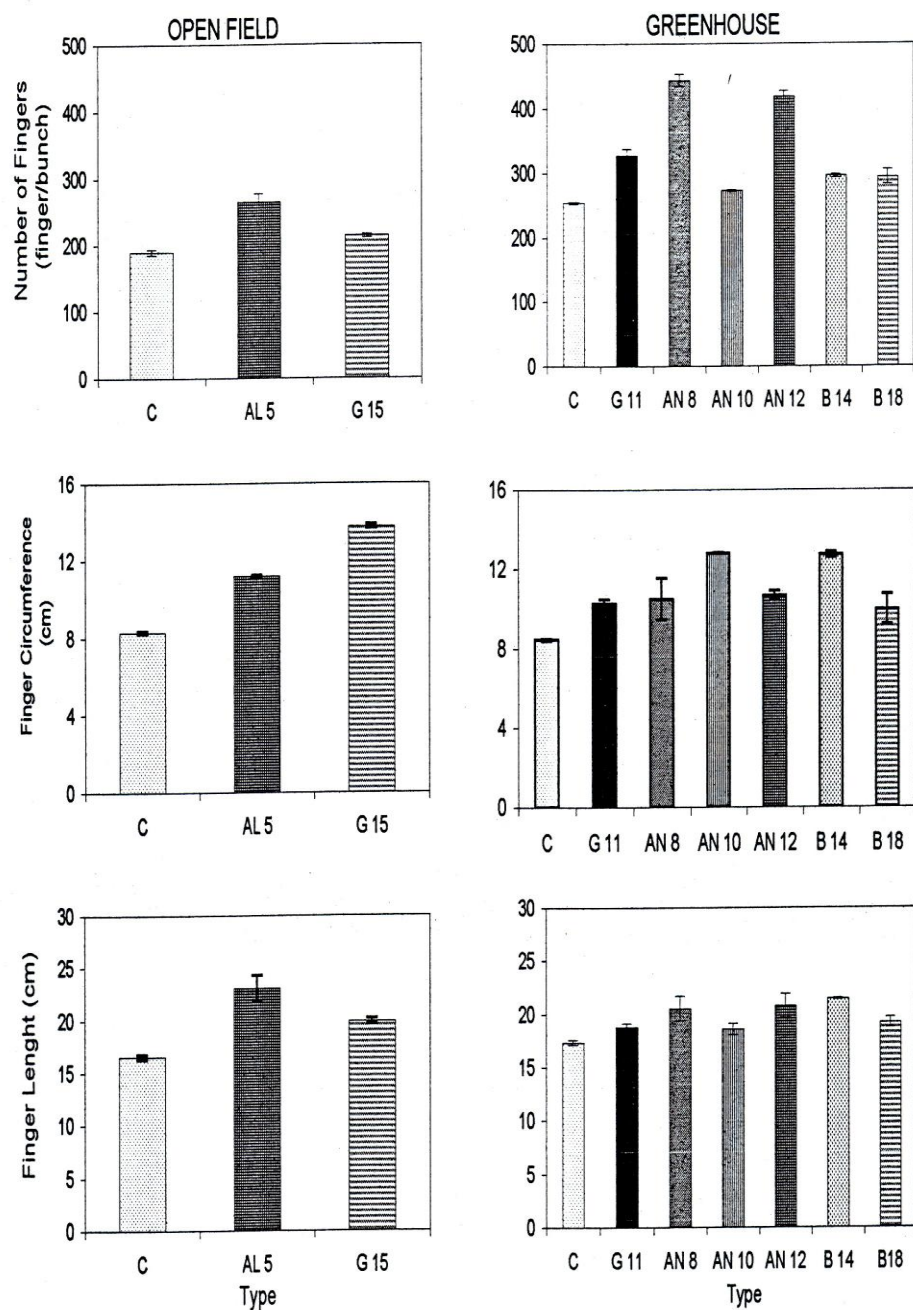 OPEN FIELD
Number of Fingers
(finger/bunch)
500
400
300
200
100
0
C AL 5 G 15
GREENHOUSE
500
400
300
200
100
0
C G 11 AN 8 AN 10 AN 12 B 14 B 18
Finger Circumference
(cm)
16
12
8
4
0
C AL 5 G 15
16
12
8
4
0
C G 11 AN 8 AN 10 AN 12 B 14 B 18
Finger Lenght (cm)
30
25
20
15
10
5
0
C AL 5 G 15
Type
30
25
20
15
10
5
0
C G 11 AN 8 AN 10 AN 12 B 14 B 18
Type